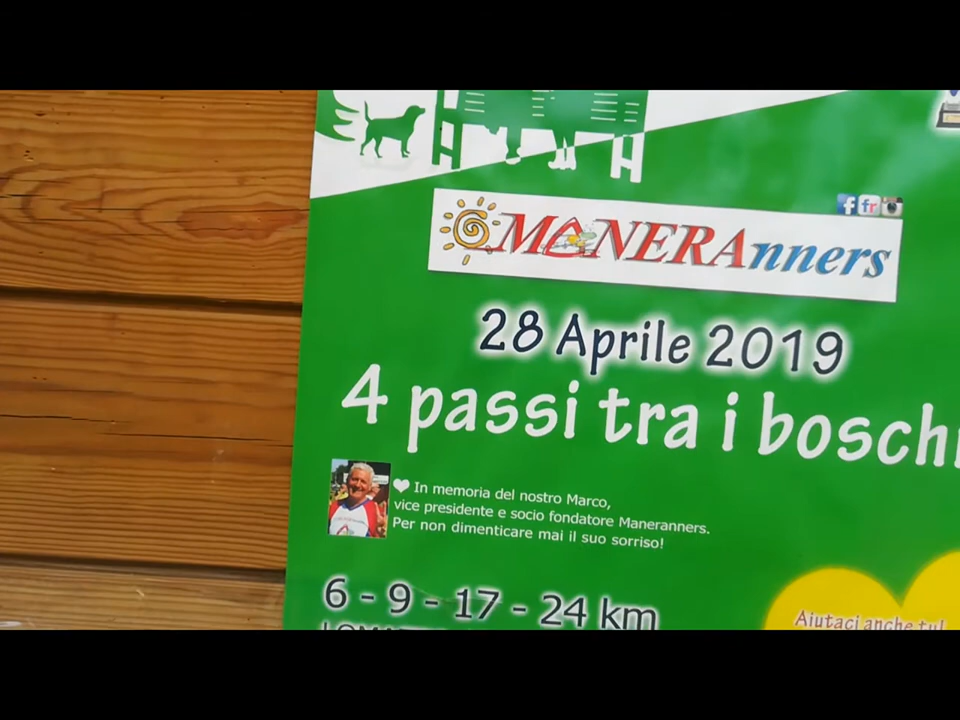 MANERAnners
28 Aprile 2019
4 passi tra i boschi
In memoria del nostro Marco,
vice presidente e socio fondatore Maneranners.
Per non dimenticare mai il suo sorriso!
6 - 9 - 17 - 24 km
Aiutaci anche tu!